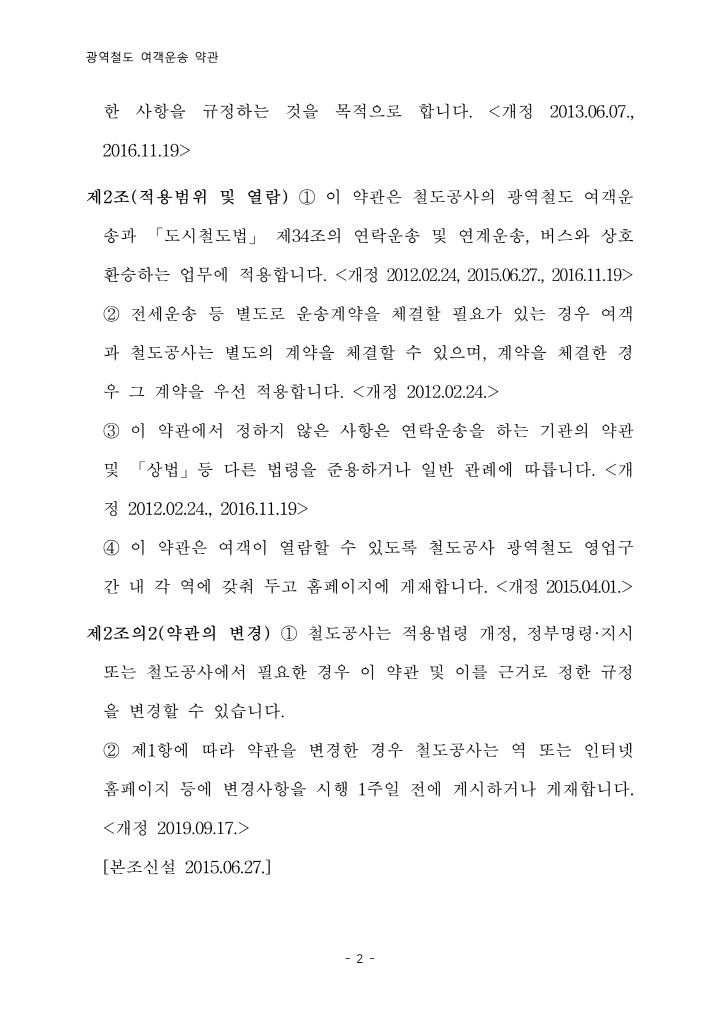 광역철도 여객운송 약관
한 사항을 규정하는 것을 목적으로 합니다. <개정 2013.06.07.,
2016.11.19>
제2조(적용범위 및 열람) ① 이 약관은 철도공사의 광역철도 여객운
송과 「도시철도법」 제34조의 연락운송 및 연계운송, 버스와 상호
환승하는 업무에 적용합니다. <개정 2012.02.24, 2015.06.27., 2016.11.19>
② 전세운송 등 별도로 운송계약을 체결할 필요가 있는 경우 여객
과 철도공사는 별도의 계약을 체결할 수 있으며, 계약을 체결한 경
우 그 계약을 우선 적용합니다. <개정 2012.02.24.>
③ 이 약관에서 정하지 않은 사항은 연락운송을 하는 기관의 약관
및 「상법」등 다른 법령을 준용하거나 일반 관례에 따릅니다. <개
정 2012.02.24., 2016.11.19>
④ 이 약관은 여객이 열람할 수 있도록 철도공사 광역철도 영업구
간 내 각 역에 갖춰 두고 홈페이지에 게재합니다. <개정 2015.04.01.>
제2조의2(약관의 변경) ① 철도공사는 적용법령 개정, 정부명령·지시
또는 철도공사에서 필요한 경우 이 약관 및 이를 근거로 정한 규정
을 변경할 수 있습니다.
② 제1항에 따라 약관을 변경한 경우 철도공사는 역 또는 인터넷
홈페이지 등에 변경사항을 시행 1주일 전에 게시하거나 게재합니다.
<개정 2019.09.17.>
[본조신설 2015.06.27.]
- 2 -